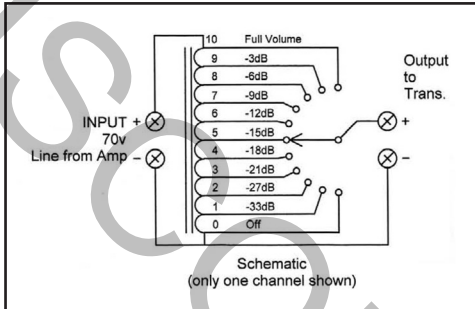 10 Full Volume
9 -3dB
8 -6dB
7 -9dB
6 -12dB
5 -15dB
4 -18dB
3 -21dB
2 -27dB
1 -33dB
0 Off
INPUT +
70v
Line from Amp -
Output
to
Trans.
+
-
Schematic
(only one channel shown)